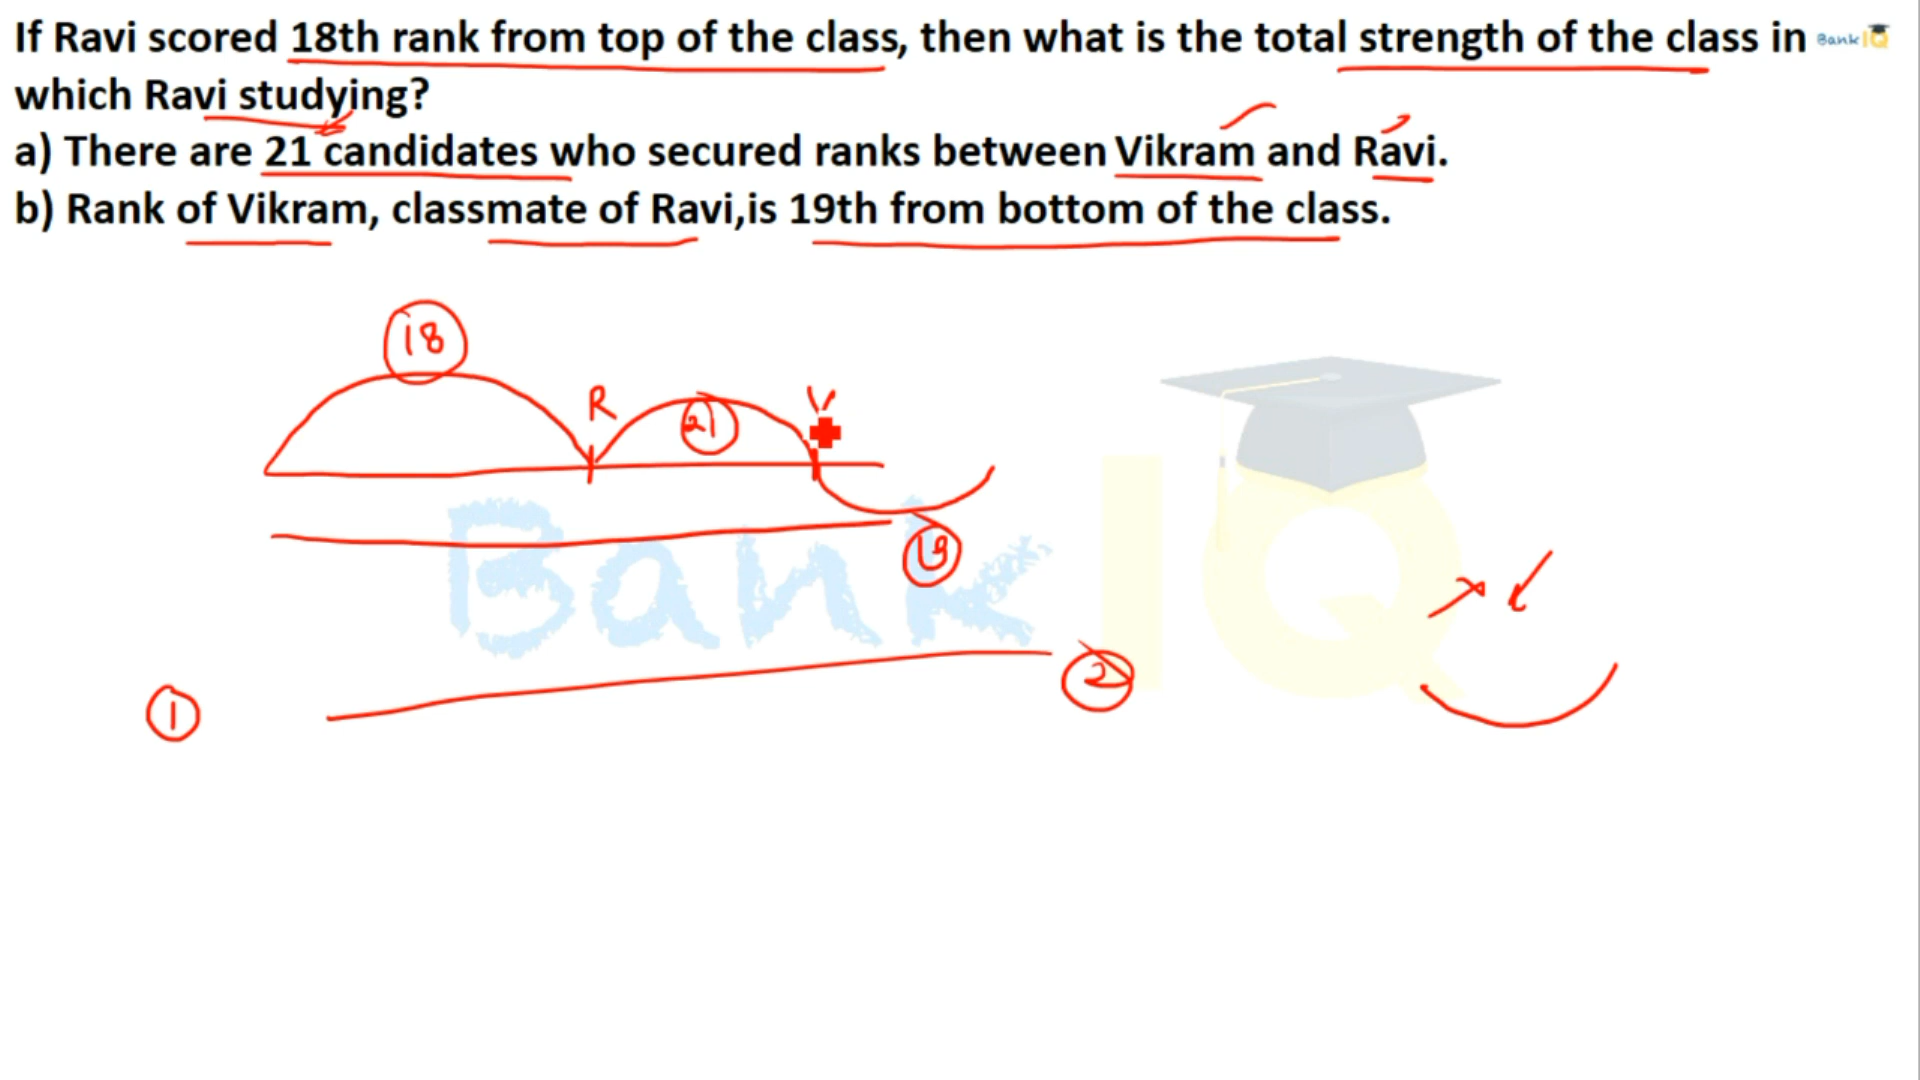 If Ravi scored 18th rank from top of the class, then what is the total strength of the class in
Bank IQ
which Ravi studying?
a) There are 21 candidates who secured ranks between Vikram and Ravi.
b) Rank of Vikram, classmate of Ravi,is 19th from bottom of the class.
18
R 21 V
19
Bank IQ
1 2